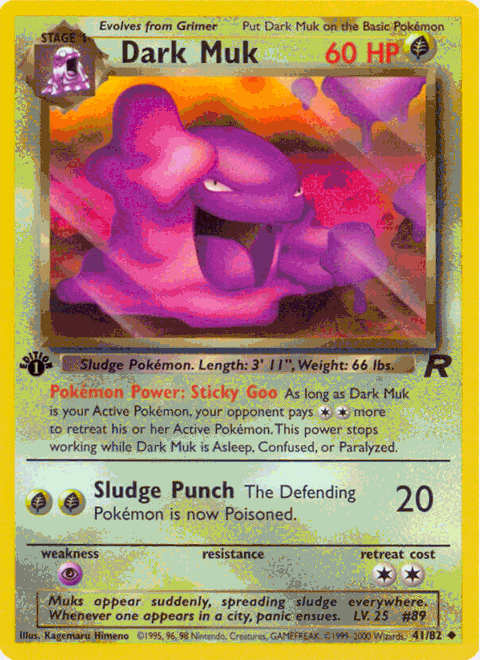 Evolves from Grimer Put Dark Muk on the Basic Pokémon
STAGE 1
Dark Muk 60 HP
EDITION
1
Sludge Pokémon. Length: 3' 11", Weight: 66 lbs.
R
Pokémon Power: Sticky Goo As long as Dark Muk
is your Active Pokémon, your opponent pays more
to retreat his or her Active Pokémon. This power stops
working while Dark Muk is Asleep, Confused, or Paralyzed.
Sludge Punch The Defending 20
Pokémon is now Poisoned.
weakness resistance retreat cost
Muks appear suddenly, spreading sludge everywhere.
Whenever one appears in a city, panic ensues. LV. 25 #89
Illus. Kagemaru Himeno ©1995, 96, 98 Nintendo, Creatures, GAMEFREAK. ©1999-2000 Wizards. 41/82